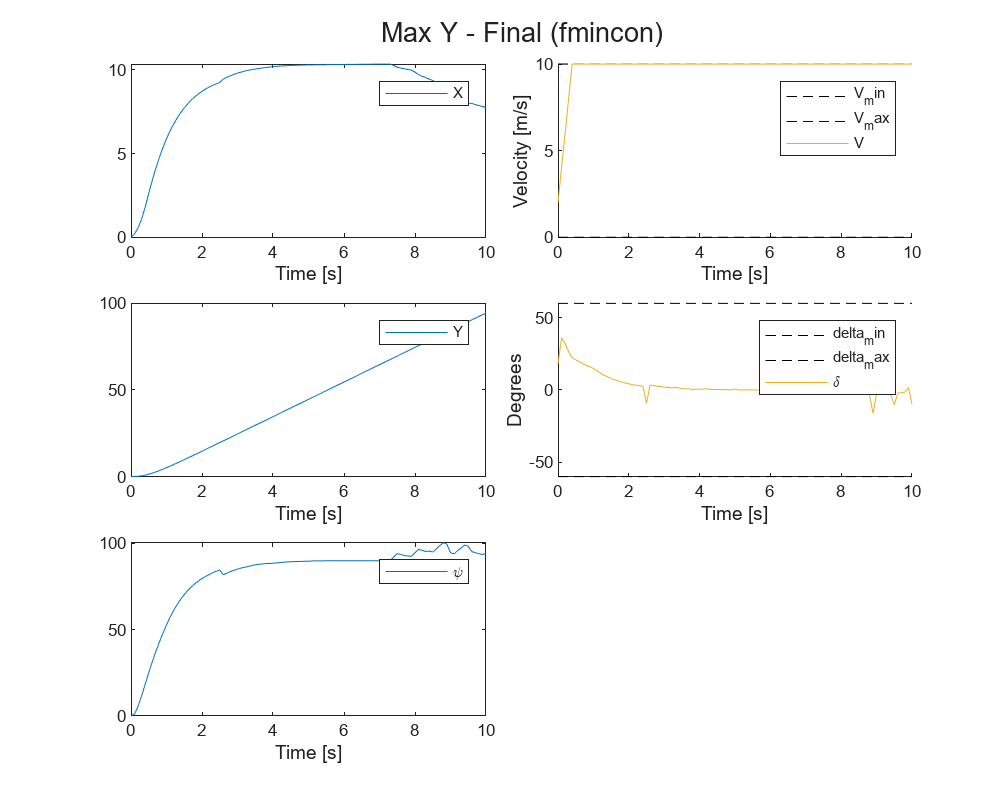 Max Y - Final (fmincon)
10
5
0
X
0 2 4 6 8 10
Time [s]
Velocity [m/s]
10
5
0
V_min
V_max
V
0 2 4 6 8 10
Time [s]
100
50
0
Y
0 2 4 6 8 10
Time [s]
Degrees
50
0
-50
delta_min
delta_max
δ
0 2 4 6 8 10
Time [s]
100
50
0
ψ
0 2 4 6 8 10
Time [s]